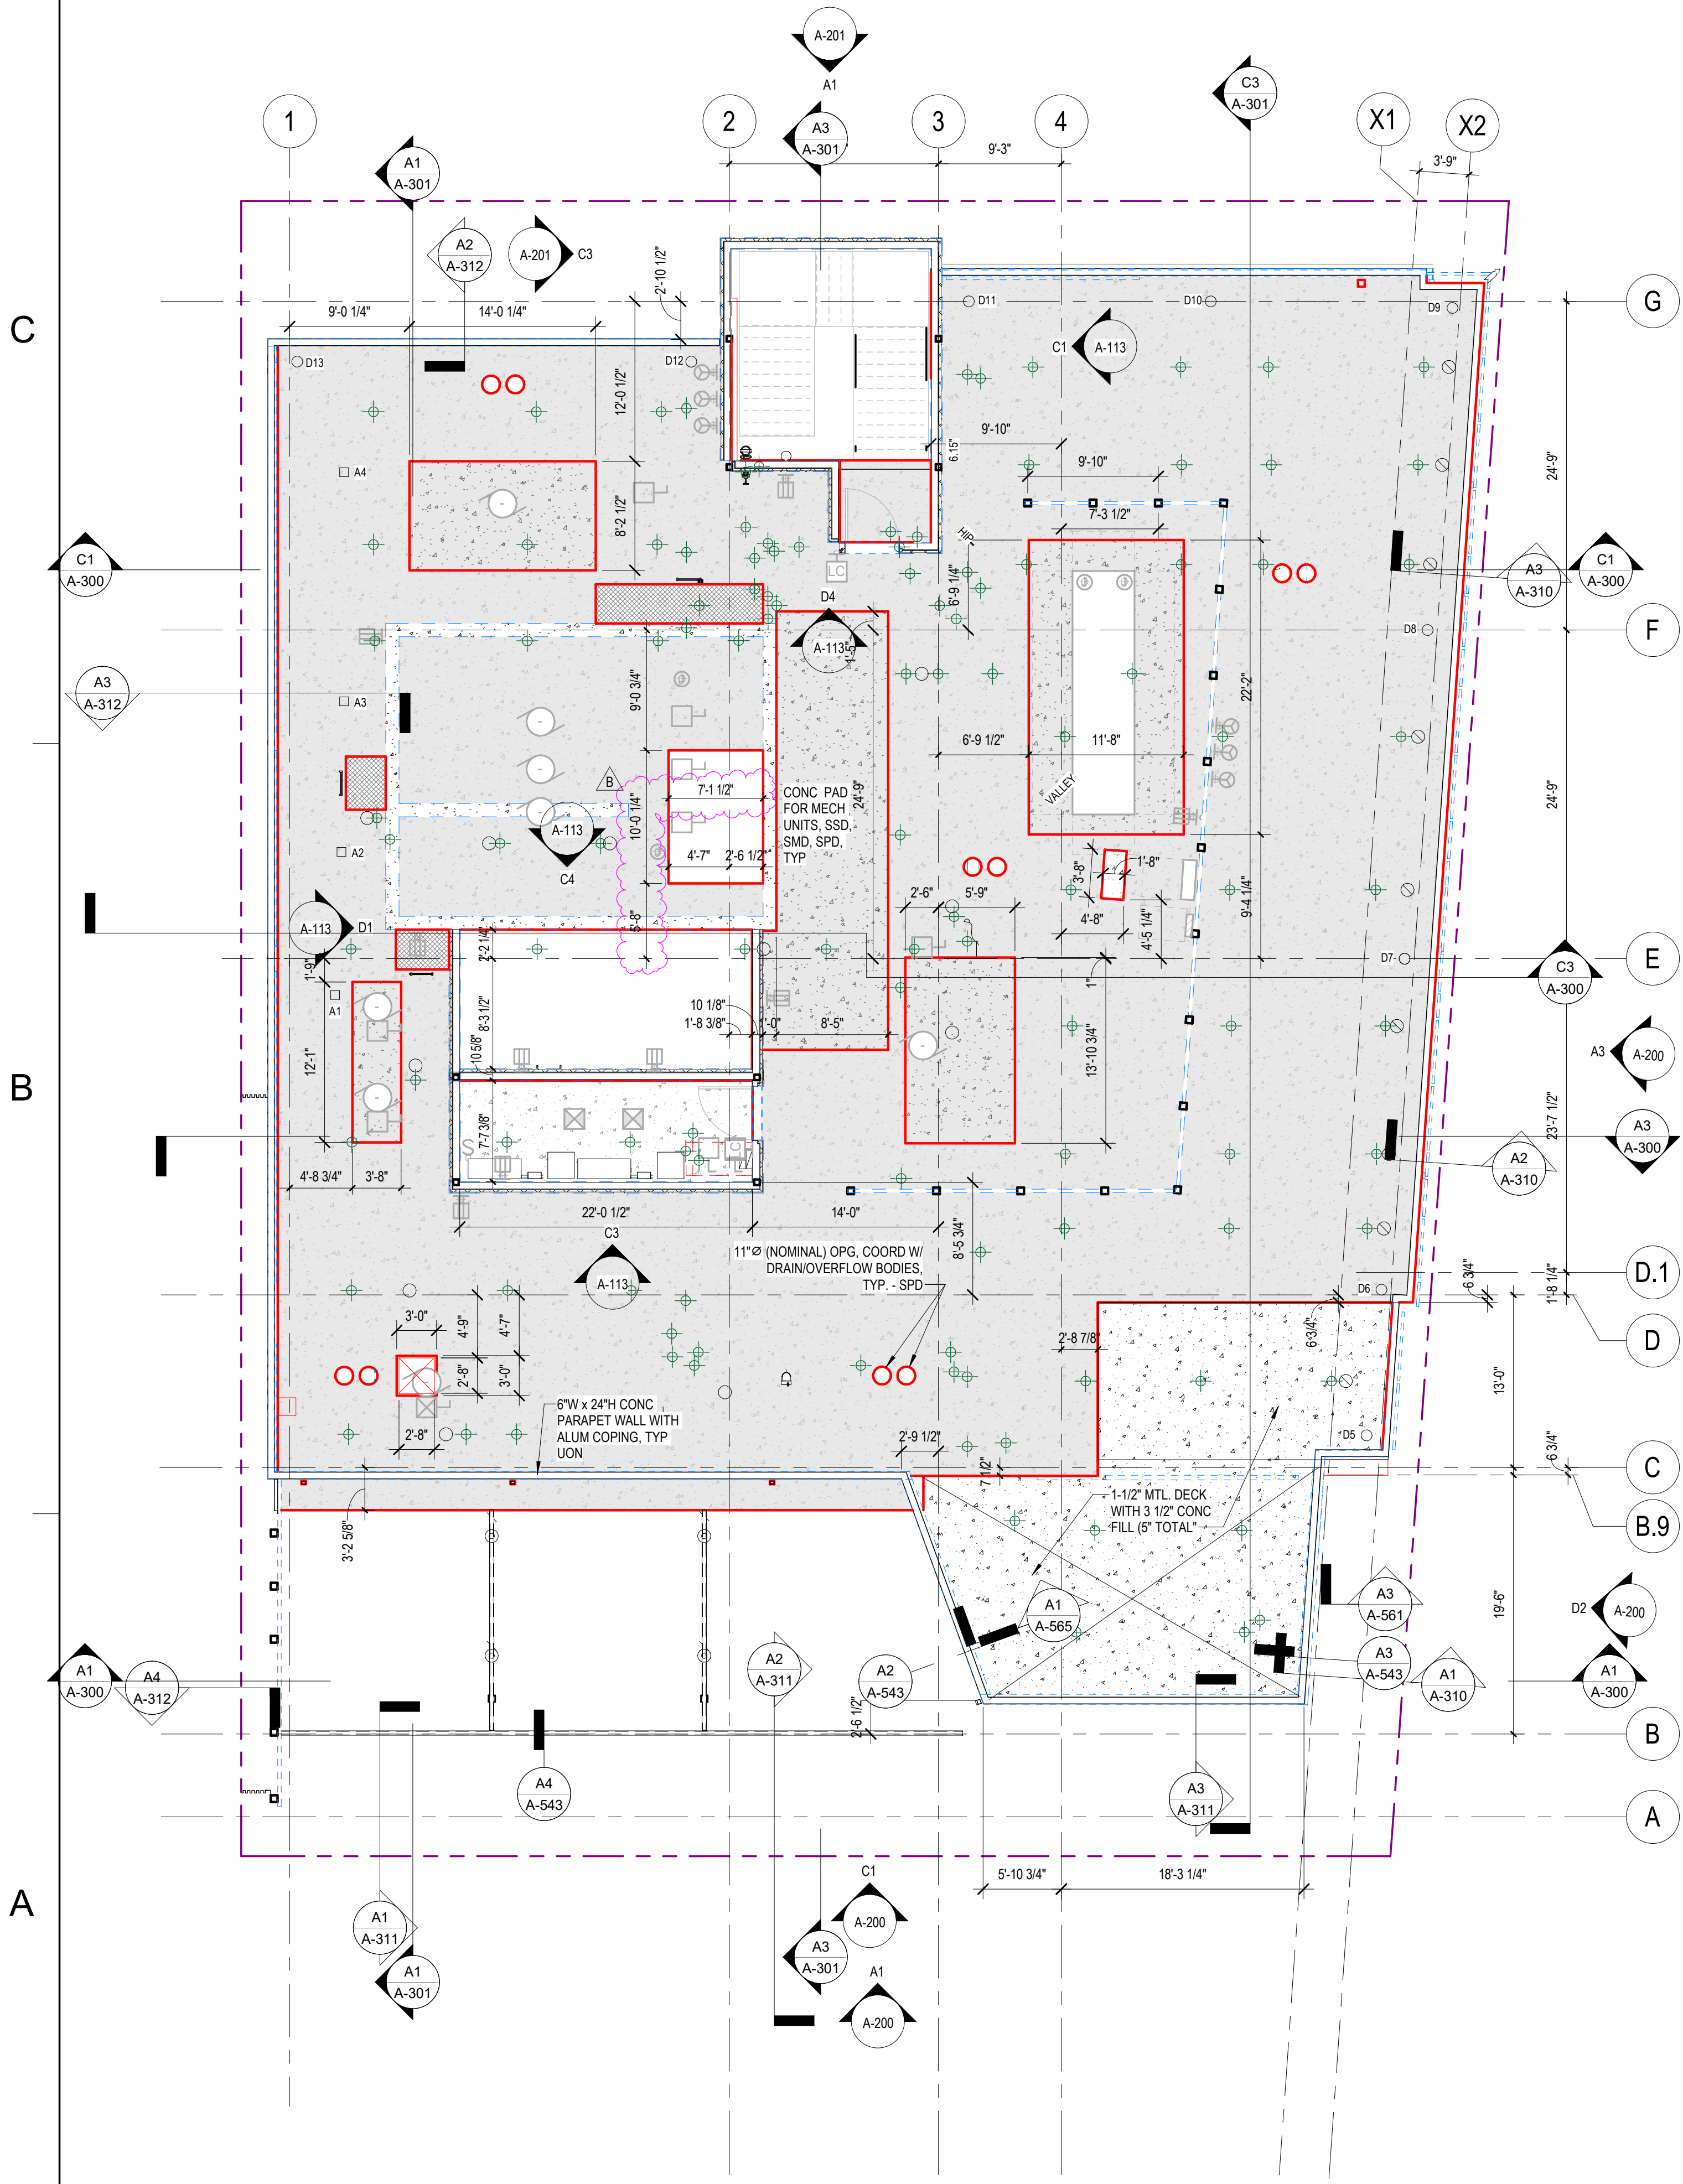 A-201
A1
C3
A-301
1
2
3
4
X1
X2
A3
A-301
9'-3"
3'-9"
A1
A-301
A2
A-312
A-201
C3
2'-10 1/2"
C
G
D11
D10
D9
9'-0 1/4"
14'-0 1/4"
C1
A-113
D13
D12
12'-0 1/2"
9'-10"
6.15"
9'-10"
24'-9"
A4
8'-2 1/2"
7'-3 1/2"
HIP
C1
A-300
LC
A3
A-310
C1
A-300
6'-9 1/4"
D4
A-113
1'-5"
D8
F
A3
A-312
A3
9'-0 3/4"
22'-2"
6'-9 1/2"
11'-8"
B
7'-1 1/2"
CONC PAD
FOR MECH
UNITS, SSD,
SMD, SPD,
TYP
24'-9"
VALLEY
24'-9"
10'-0 1/4"
A-113
C4
A2
4'-7"
2'-6 1/2"
3'-8"
1'-8"
2'-6"
5'-9"
4'-8"
4'-5 1/4"
9'-4 1/4"
A-113
D1
5'-8"
2'-2 1/4"
D7
E
1'-9"
1"
C3
A-300
A1
10 1/8"
1'-8 3/8"
1'-0"
8'-5"
8'-3 1/2"
10 5/8"
12'-1"
13'-10 3/4"
A3
A-200
B
7'-7 3/8"
S
C
23'-7 1/2"
A3
A-300
A2
A-310
4'-8 3/4"
3'-8"
22'-0 1/2"
14'-0"
C3
A-113
11"Ø (NOMINAL) OPG, COORD W/
DRAIN/OVERFLOW BODIES,
TYP. - SPD
8'-5 3/4"
D.1
D6
6 3/4"
1'-8 1/4"
3'-0"
4'-9"
4'-7"
2'-8 7/8"
6 3/4"
D
2'-8"
3'-0"
13'-0"
6"W x 24"H CONC
PARAPET WALL WITH
ALUM COPING, TYP
UON
2'-8"
2'-9 1/2"
D5
6 3/4"
C
7 1/2"
1-1/2" MTL. DECK
WITH 3 1/2" CONC
FILL (5" TOTAL"
B.9
3'-2 5/8"
A1
A-565
A3
A-561
D2
A-200
19'-6"
A1
A-300
A4
A-312
A2
A-311
A2
A-543
A3
A-543
A1
A-310
A1
A-300
2'-6 1/2"
B
A4
A-543
A3
A-311
A
5'-10 3/4"
18'-3 1/4"
A
C1
A-200
A1
A-311
A3
A-301
A1
A-301
A1
A-200